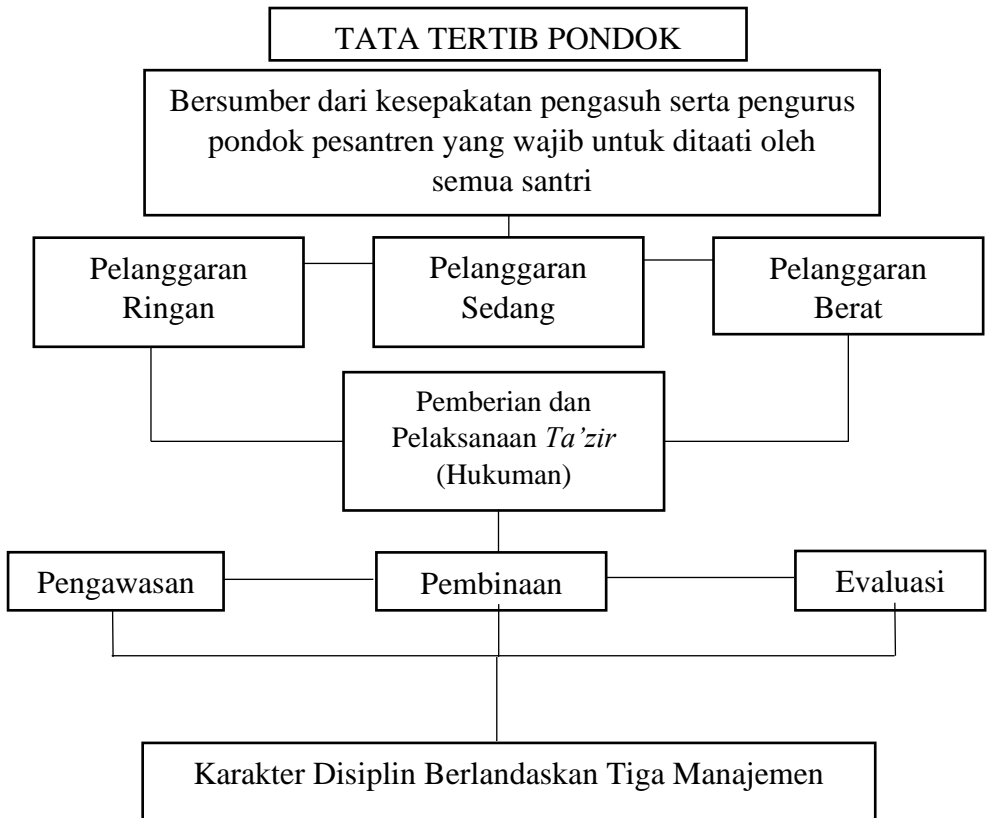 TATA TERTIB PONDOK
Bersumber dari kesepakatan pengasuh serta pengurus
pondok pesantren yang wajib untuk ditaati oleh
semua santri
Pelanggaran
Ringan
Pelanggaran
Sedang
Pelanggaran
Berat
Pemberian dan
Pelaksanaan Ta’zir
(Hukuman)
Pengawasan
Pembinaan
Evaluasi
Karakter Disiplin Berlandaskan Tiga Manajemen